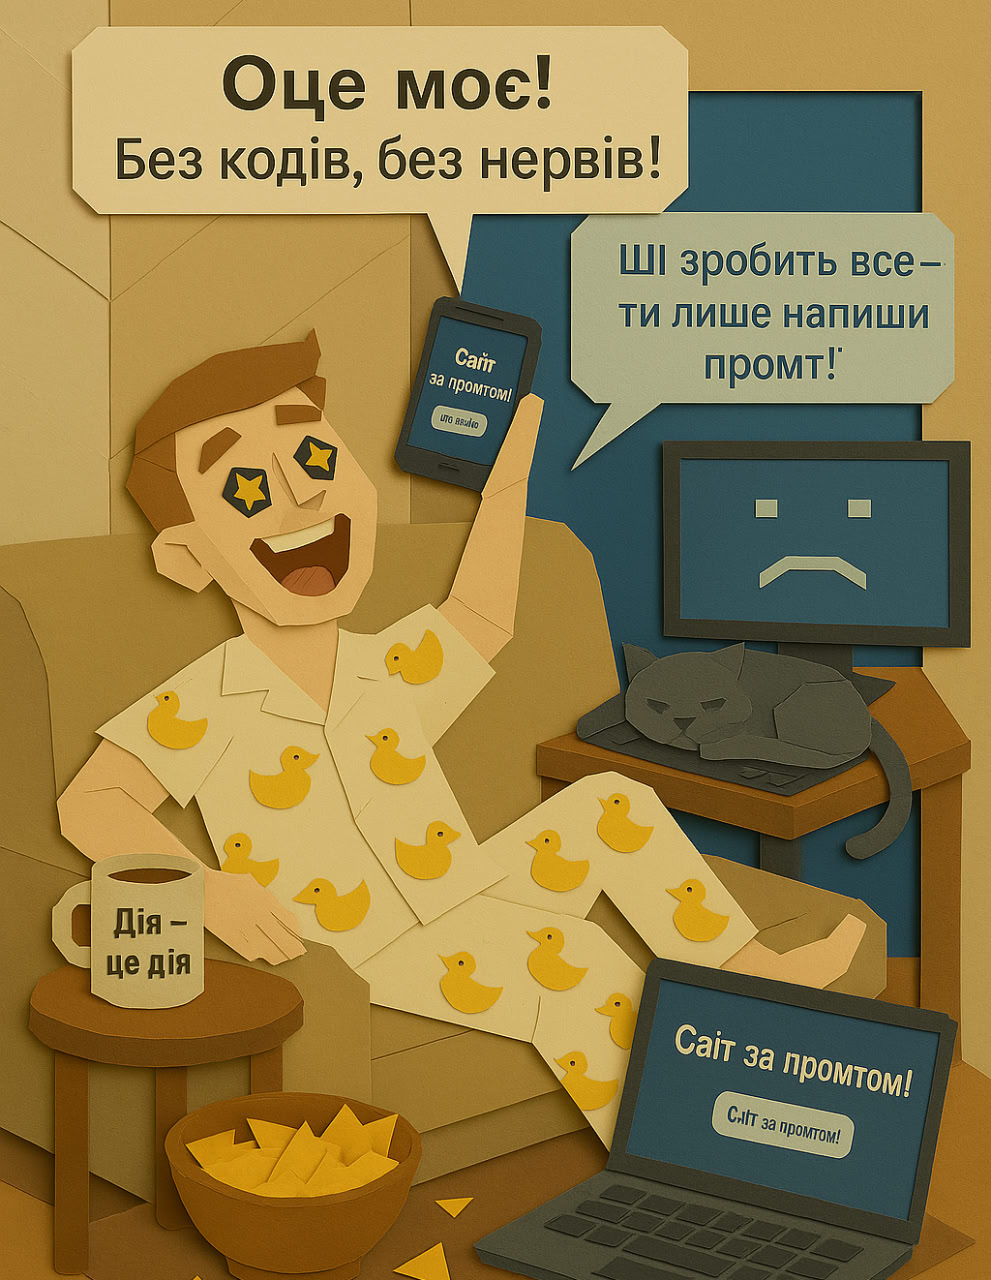 Оце моє!
Без кодів, без нервів!
ШІ зробить все–
ти лише напиши
промт!
Сайт
за промтом!
Дія –
це дія
Саіт за промтом!
за промтом!